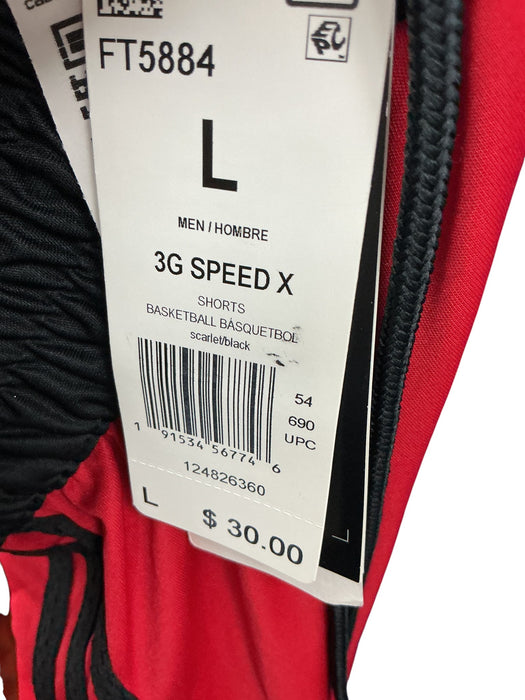 FT5884
L
MEN / HOMBRE
3G SPEED X
SHORTS
BASKETBALL BÁSQUETBOL
scarlet/black
54
690
UPC
1 91534 56774 6
124826360
L
$ 30.00
L